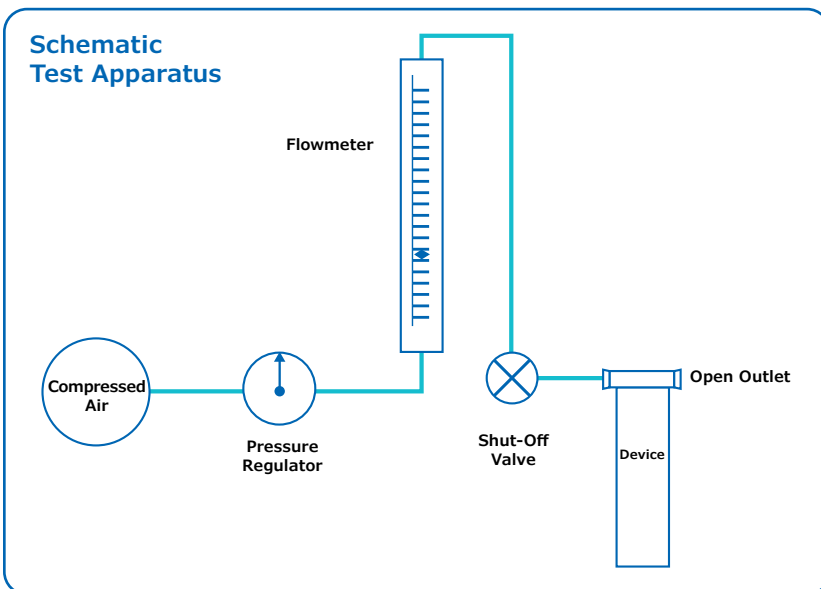 Schematic
Test Apparatus
Flowmeter
Compressed
Air
Pressure
Regulator
Shut-Off
Valve
Open Outlet
Device